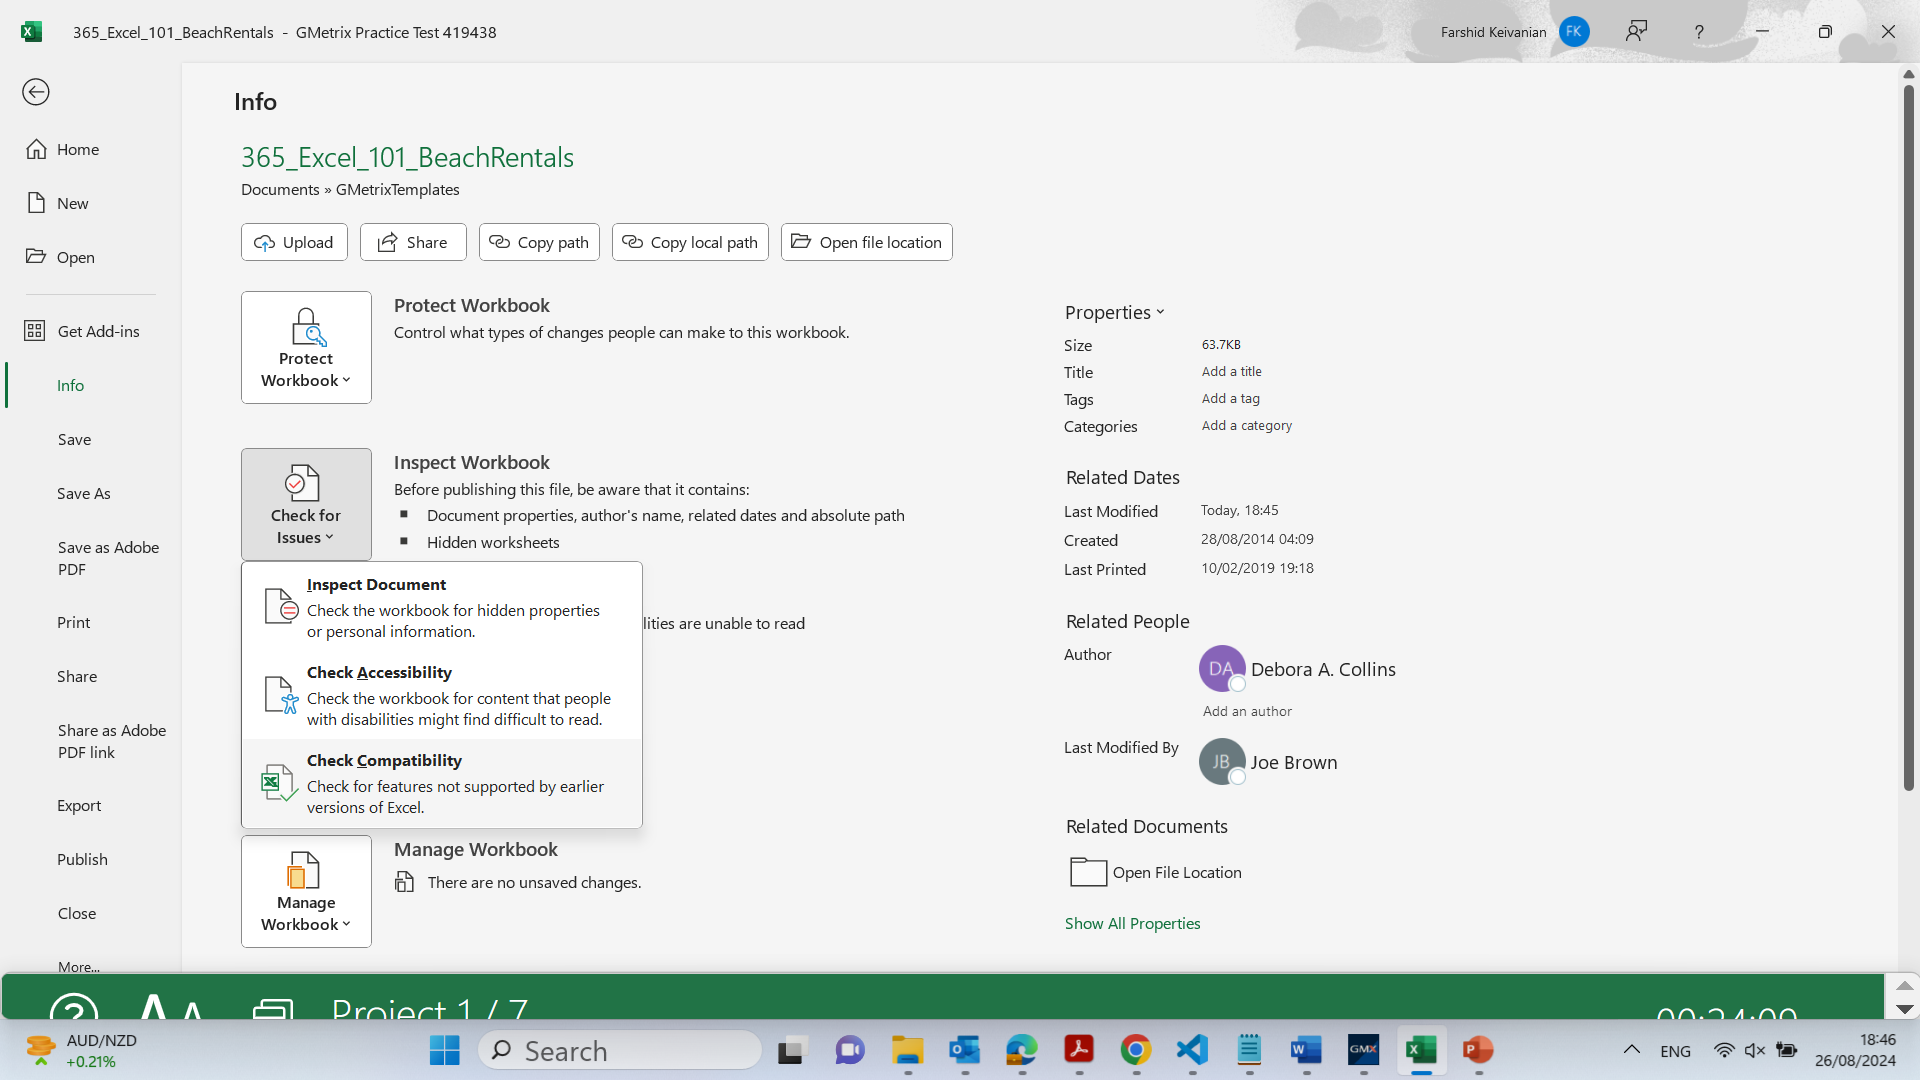 365_Excel_101_BeachRentals - GMetrix Practice Test 419438
Farshid Keivanian
FK
?
Home
New
Open
Get Add-ins
Info
Save
Save As
Save as Adobe
PDF
Print
Share
Share as Adobe
PDF link
Export
Publish
Close
More...
Info
365_Excel_101_BeachRentals
Documents » GMetrixTemplates
Upload
Share
Copy path
Copy local path
Open file location
Protect
Workbook
Protect Workbook
Control what types of changes people can make to this workbook.
Check for
Issues
Inspect Workbook
Before publishing this file, be aware that it contains:
Document properties, author's name, related dates and absolute path
Hidden worksheets
lities are unable to read
Inspect Document
Check the workbook for hidden properties
or personal information.
Check Accessibility
Check the workbook for content that people
with disabilities might find difficult to read.
Check Compatibility
Check for features not supported by earlier
versions of Excel.
Manage
Workbook
Manage Workbook
There are no unsaved changes.
Properties
Size 63.7KB
Title Add a title
Tags Add a tag
Categories Add a category
Related Dates
Last Modified Today, 18:45
Created 28/08/2014 04:09
Last Printed 10/02/2019 19:18
Related People
Author DA Debora A. Collins
Add an author
Last Modified By JB Joe Brown
Related Documents
Open File Location
Show All Properties
? AA Project 1 / 7 00:24:09
AUD/NZD
+0.21%
Search
GMX
ENG
18:46
26/08/2024